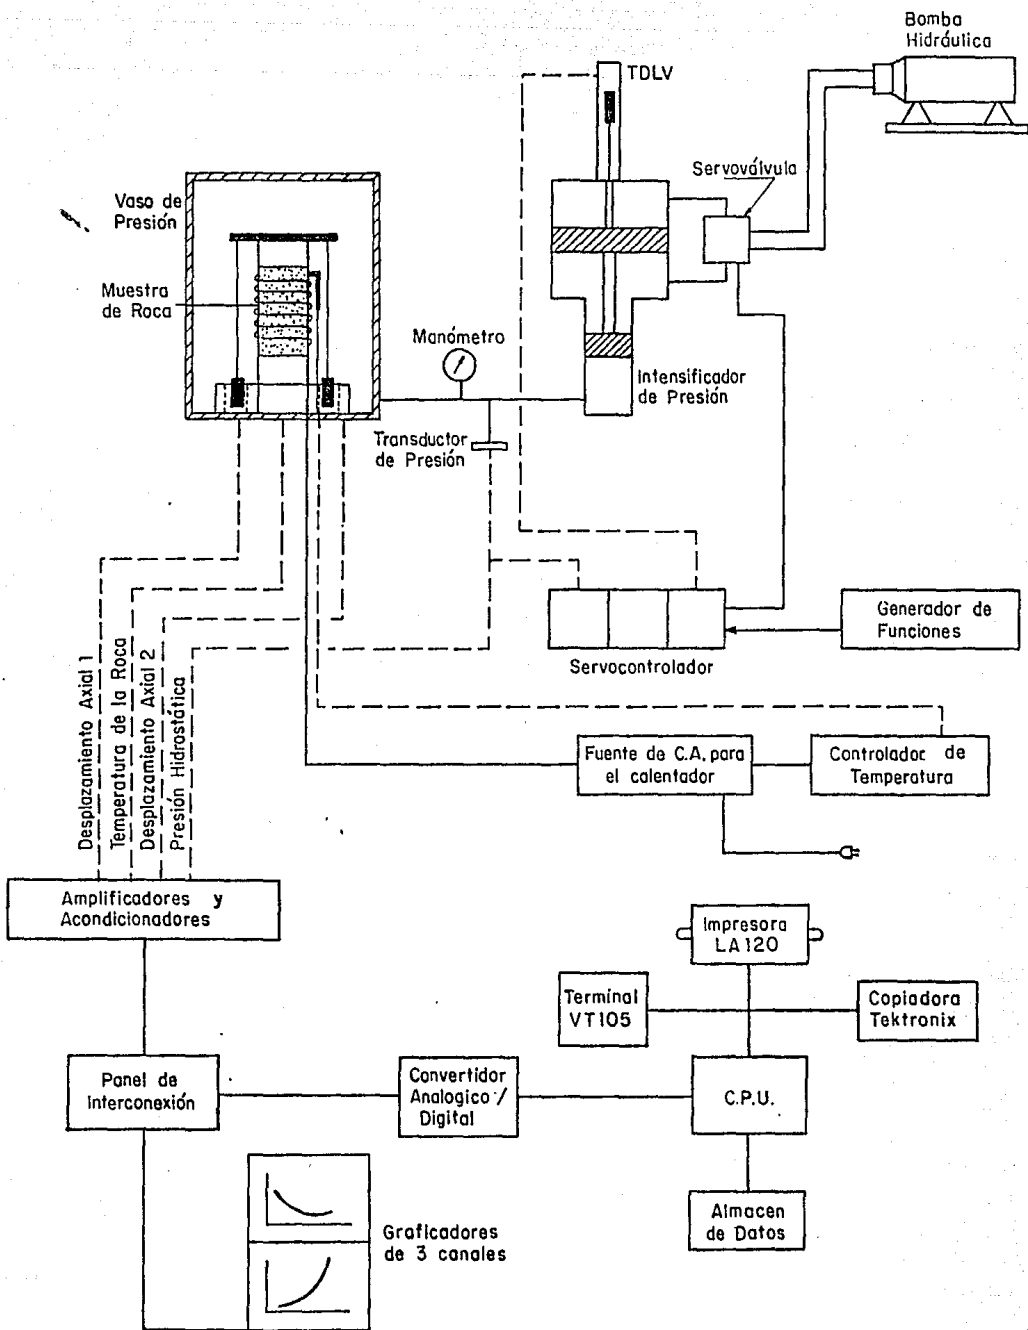 Bomba
Hidráulica
TDLV
Servoválvula
Vaso de
Presión
Muestra
de Roca
Manómetro
Intensificador
de Presión
Transductor
de Presión
Generador de
Funciones
Servocontrolador
Desplazamiento Axial 1
Temperatura de la Roca
Desplazamiento Axial 2
Presión Hidrostática
Fuente de C.A. para
el calentador
Controlador de
Temperatura
Amplificadores y
Acondicionadores
Impresora
LA120
Terminal
VT105
Copiadora
Tektronix
Panel de
Interconexión
Convertidor
Analogico /
Digital
C.P.U.
Graficadores
de 3 canales
Almacen
de Datos